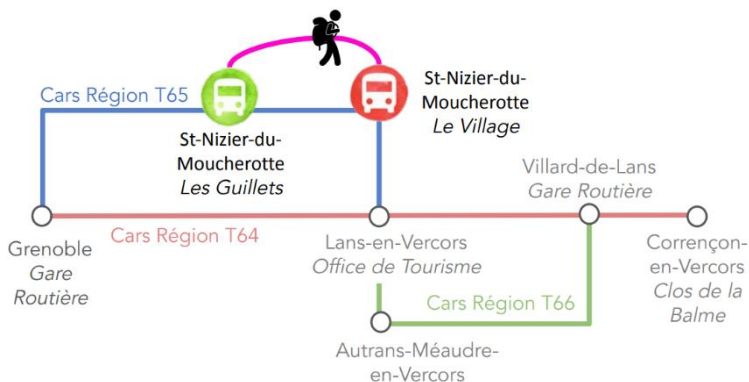 St-Nizier-du-
Moucherotte
Le Village
Cars Région T65
St-Nizier-du-
Moucherotte
Les Guillets
Villard-de-Lans
Gare Routière
Grenoble
Gare
Routière
Cars Région T64
Lans-en-Vercors
Office de Tourisme
Corrençon-
en-Vercors
Clos de la
Balme
Cars Région T66
Autrans-Méaudre-
en-Vercors